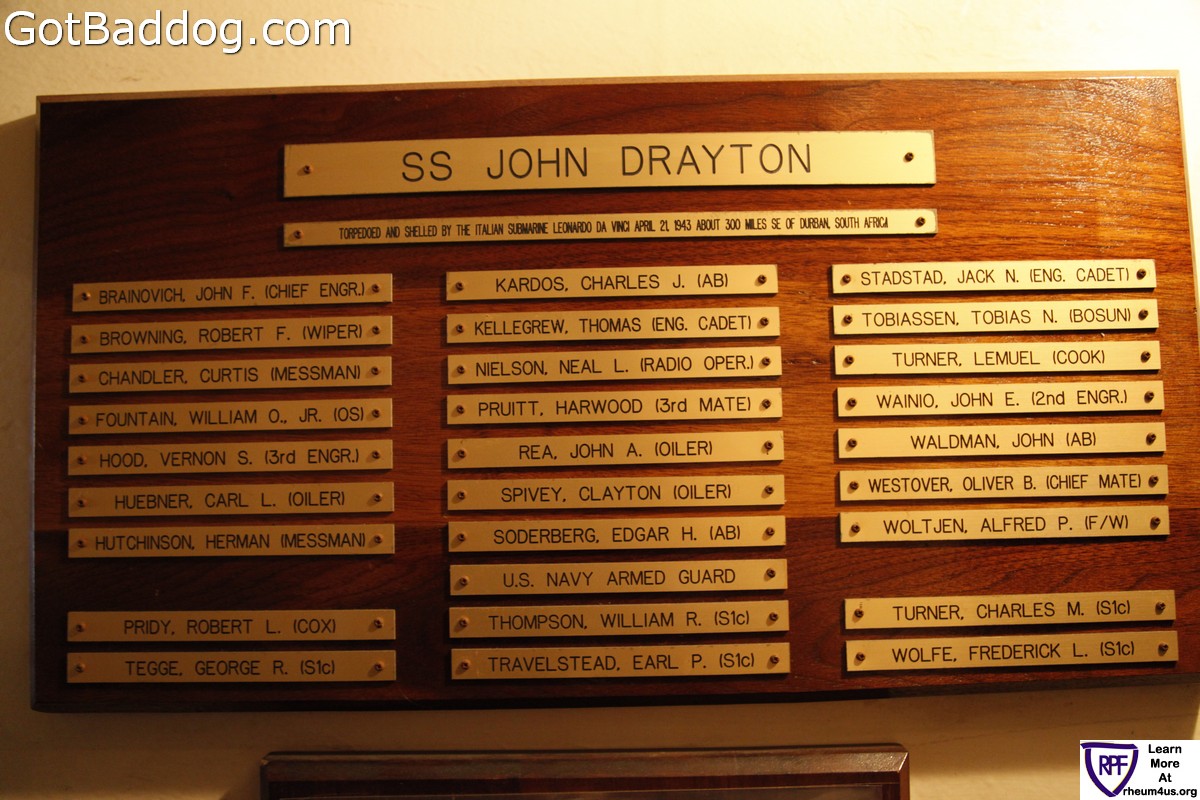 GotBaddog.com
SS JOHN DRAYTON
TORPEDOED AND SHELLED BY THE ITALIAN SUBMARINE LEONARDO DA VINCI APRIL 21, 1943 ABOUT 300 MILES SE OF DURBAN, SOUTH AFRICA
BRAINOVICH, JOHN F. (CHIEF ENGR.)
BROWNING, ROBERT F. (WIPER)
CHANDLER, CURTIS (MESSMAN)
FOUNTAIN, WILLIAM O., JR. (OS)
HOOD, VERNON S. (3rd ENGR.)
HUEBNER, CARL L. (OILER)
HUTCHINSON, HERMAN (MESSMAN)
KARDOS, CHARLES J. (AB)
KELLEGREW, THOMAS (ENG. CADET)
NIELSON, NEAL L. (RADIO OPER.)
PRUITT, HARWOOD (3rd MATE)
REA, JOHN A. (OILER)
SPIVEY, CLAYTON (OILER)
SODERBERG, EDGAR H. (AB)
STADSTAD, JACK N. (ENG. CADET)
TOBIASSEN, TOBIAS N. (BOSUN)
TURNER, LEMUEL (COOK)
WAINIO, JOHN E. (2nd ENGR.)
WALDMAN, JOHN (AB)
WESTOVER, OLIVER B. (CHIEF MATE)
WOLTJEN, ALFRED P. (F/W)
U.S. NAVY ARMED GUARD
PRIDY, ROBERT L. (COX)
TEGGE, GEORGE R. (S1c)
THOMPSON, WILLIAM R. (S1c)
TRAVELSTEAD, EARL P. (S1c)
TURNER, CHARLES M. (S1c)
WOLFE, FREDERICK L. (S1c)
RPF
Learn
More
At
rheum4us.org